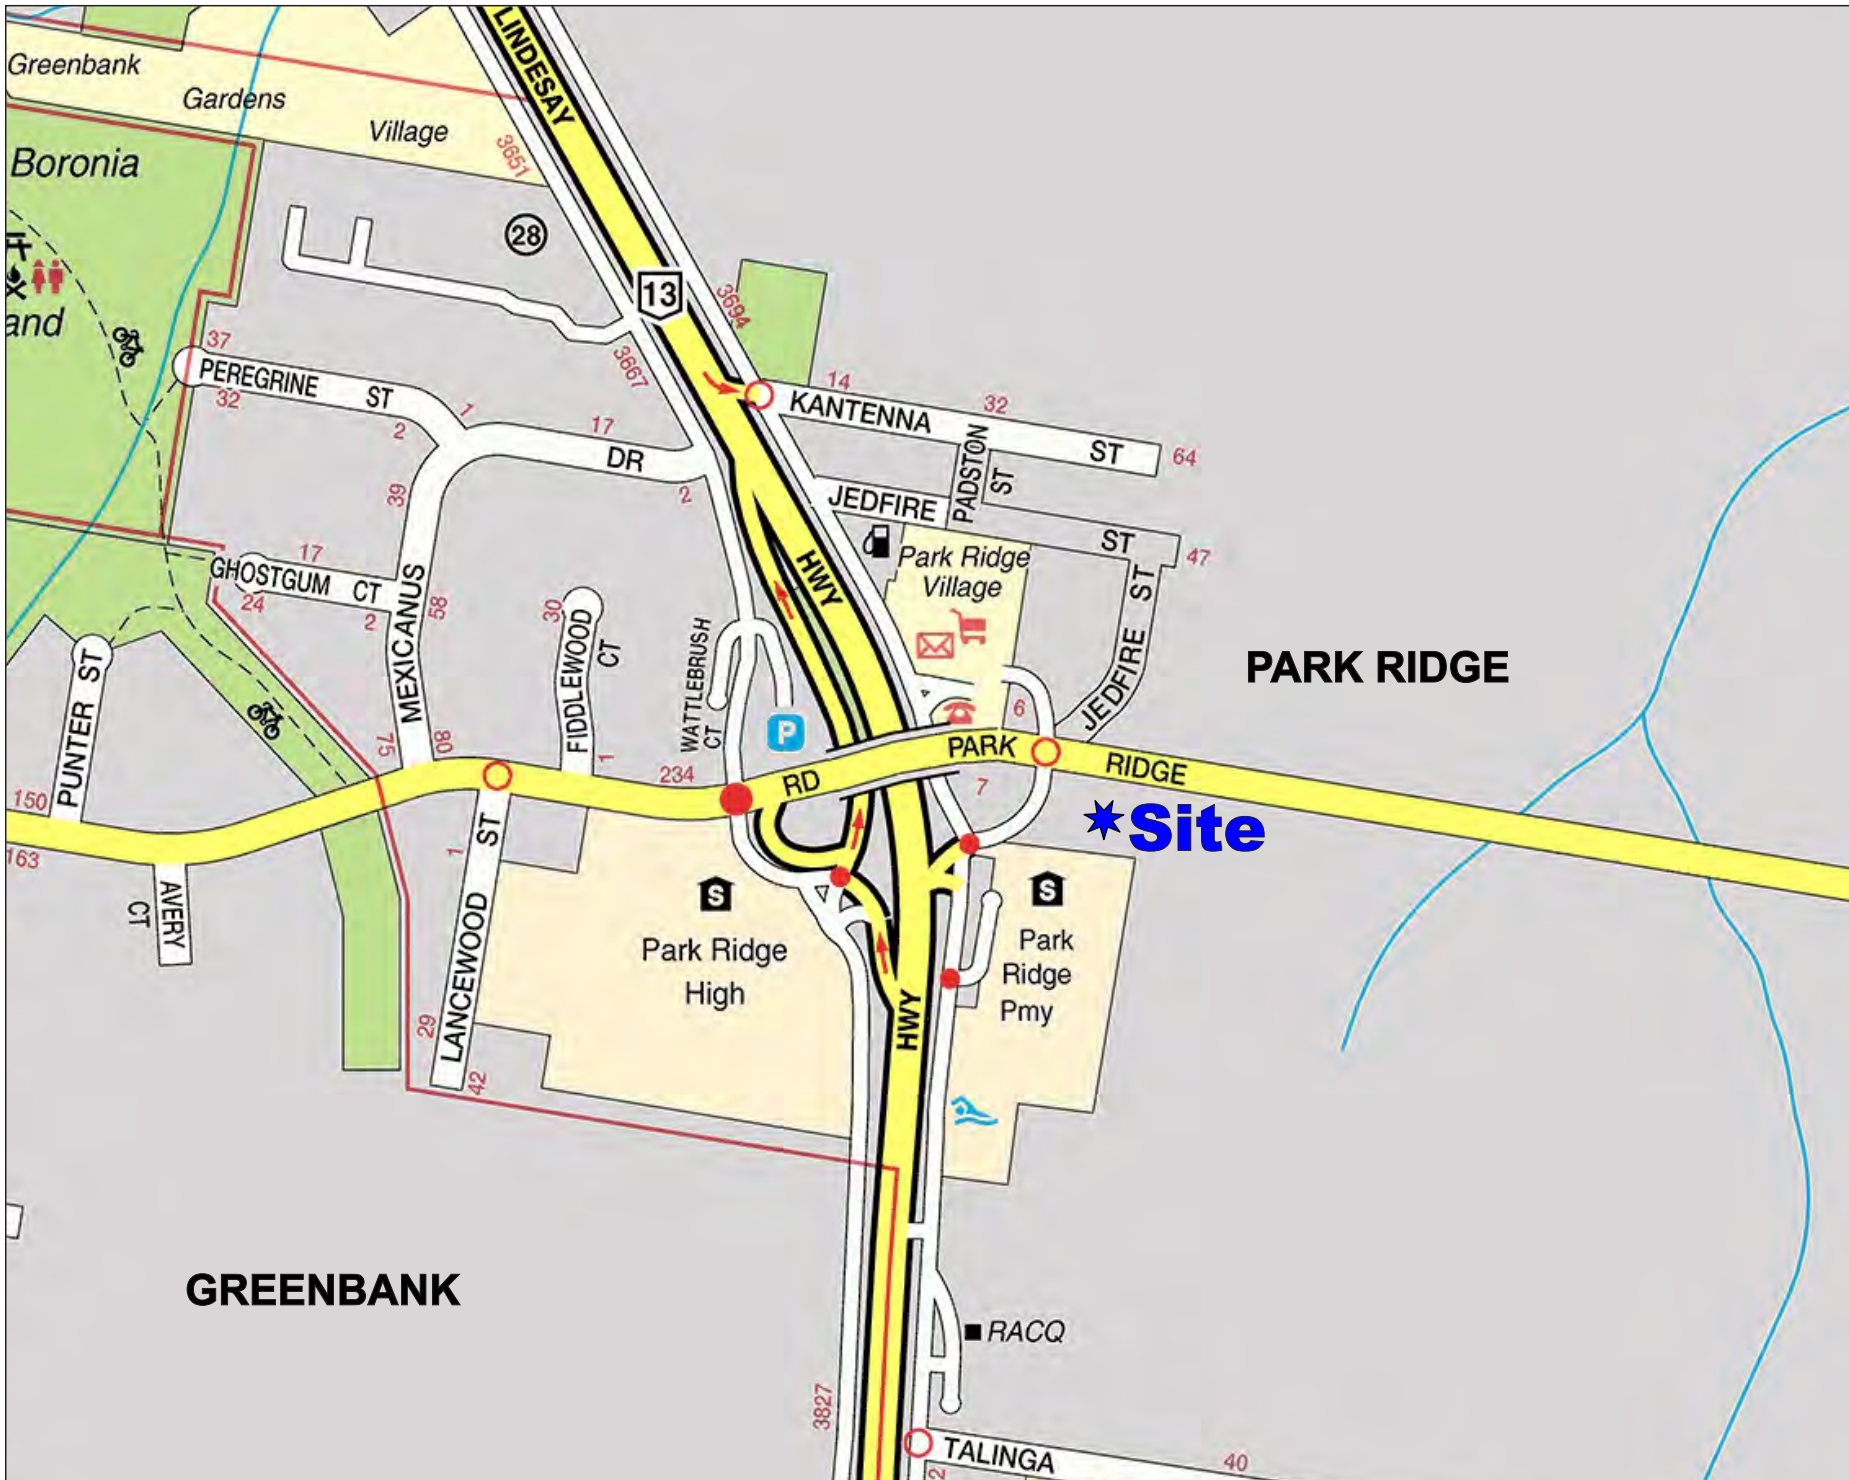 LINDESAY
Greenbank
Gardens
Village
3651
Boronia
28
13
3694
and
37
PEREGRINE ST
32
3667
14
KANTENNA ST
32
64
1
2
17
DR
2
39
PADSTON
ST
JEDFIRE ST
47
HWY
Park Ridge
Village
17
GHOSTGUM CT
24
2
58
MEXICANUS
75
80
30
FIDDLEWOOD
CT
1
WATTLEBRUSH
CT
P
JEDFIRE ST
6
PARK RIDGE
PUNTER ST
150
163
234
RD
PARK
RIDGE
7
Site
AVERY
CT
1
LANCEWOOD ST
29
42
S
Park Ridge
High
S
Park
Ridge
Pmy
HWY
GREENBANK
RACQ
3827
TALINGA
40
2